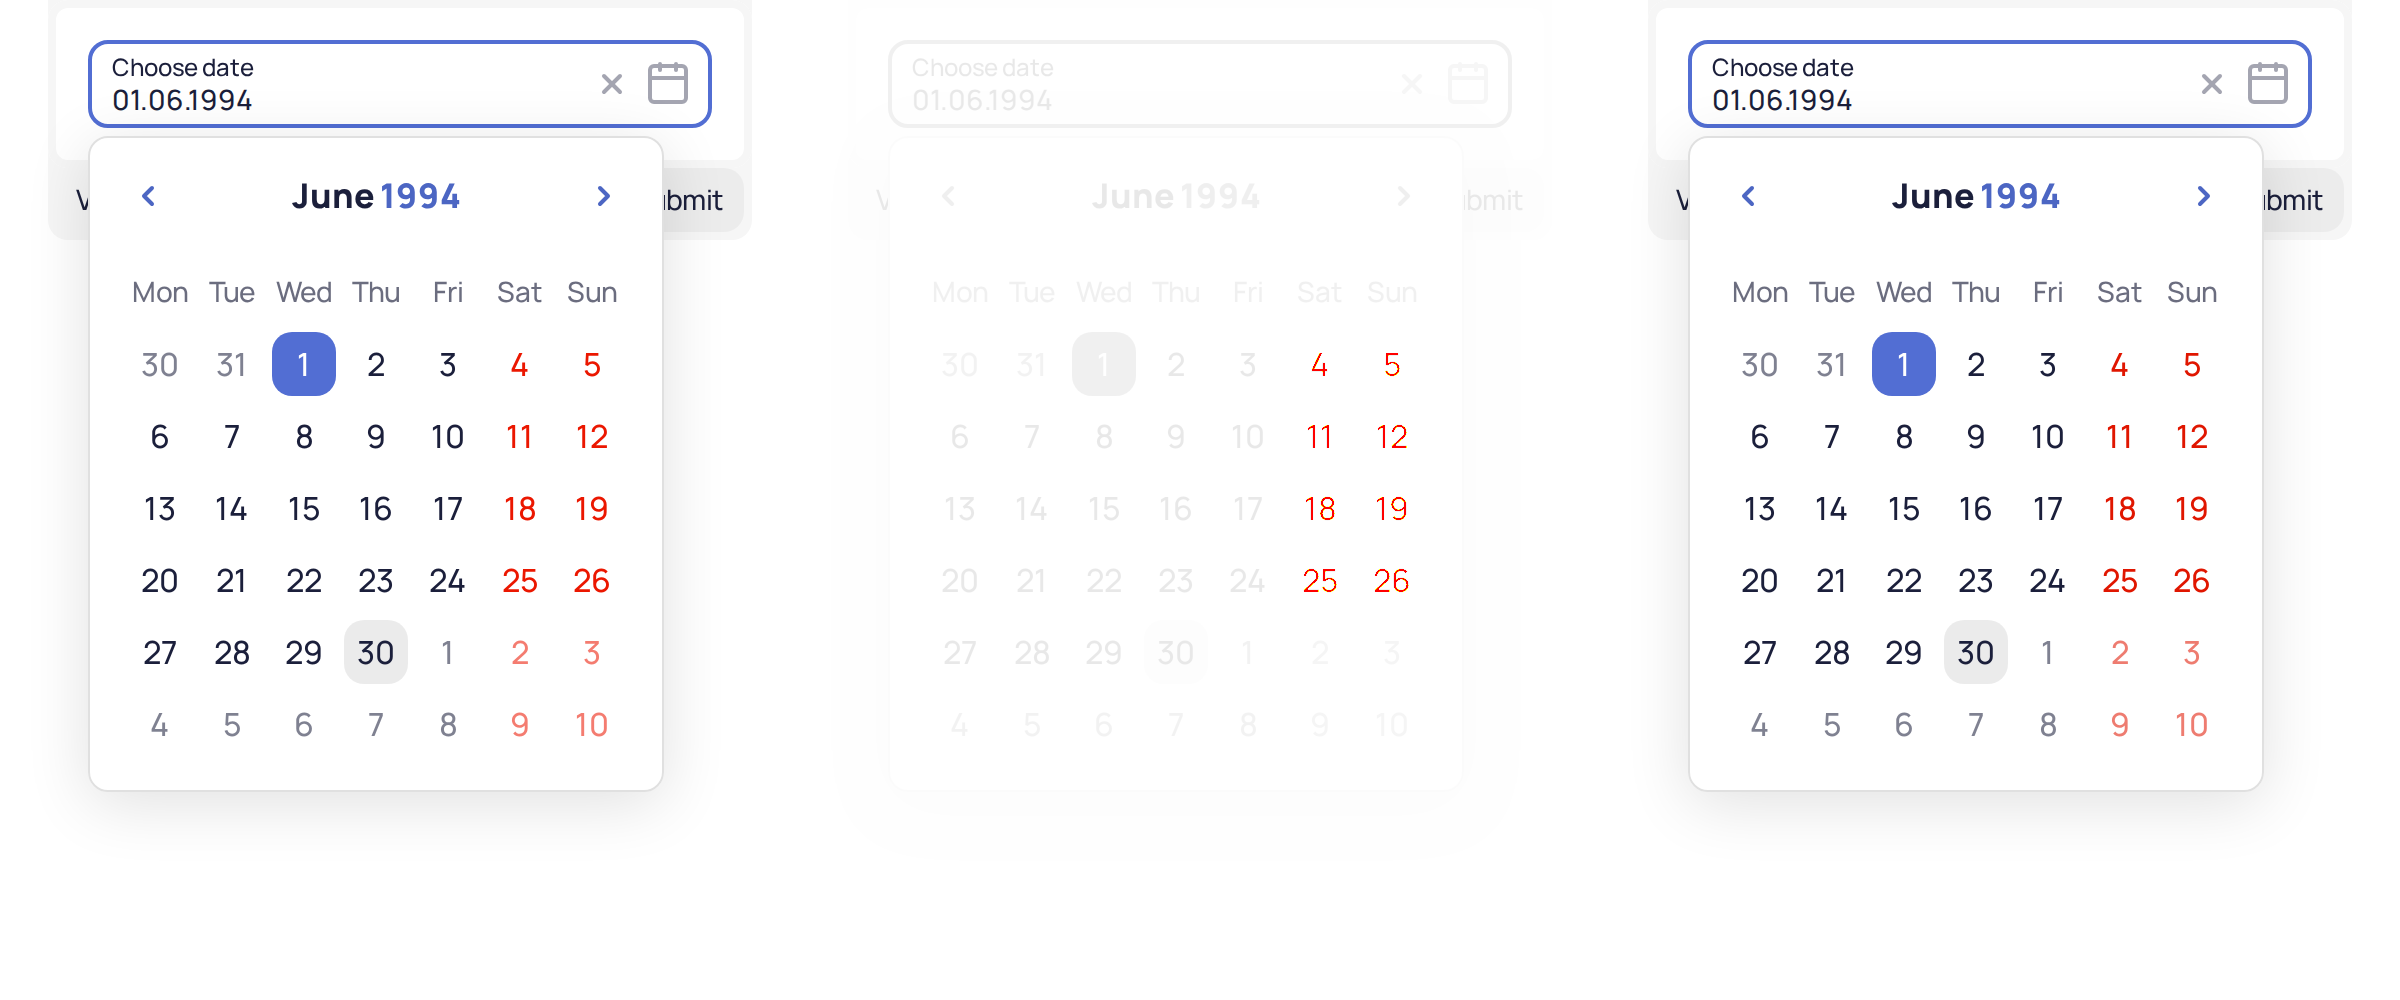 Choose date
01.06.1994
June 1994
V
bmit
Mon Tue Wed Thu Fri Sat Sun
30 31 1 2 3 4 5
6 7 8 9 10 11 12
13 14 15 16 17 18 19
20 21 22 23 24 25 26
27 28 29 30 1 2 3
4 5 6 7 8 9 10
Choose date
01.06.1994
June 1994
V
bmit
Mon Tue Wed Thu Fri Sat Sun
30 31 1 2 3 4 5
6 7 8 9 10 11 12
13 14 15 16 17 18 19
20 21 22 23 24 25 26
27 28 29 30 1 2 3
4 5 6 7 8 9 10
Choose date
01.06.1994
June 1994
V
bmit
Mon Tue Wed Thu Fri Sat Sun
30 31 1 2 3 4 5
6 7 8 9 10 11 12
13 14 15 16 17 18 19
20 21 22 23 24 25 26
27 28 29 30 1 2 3
4 5 6 7 8 9 10